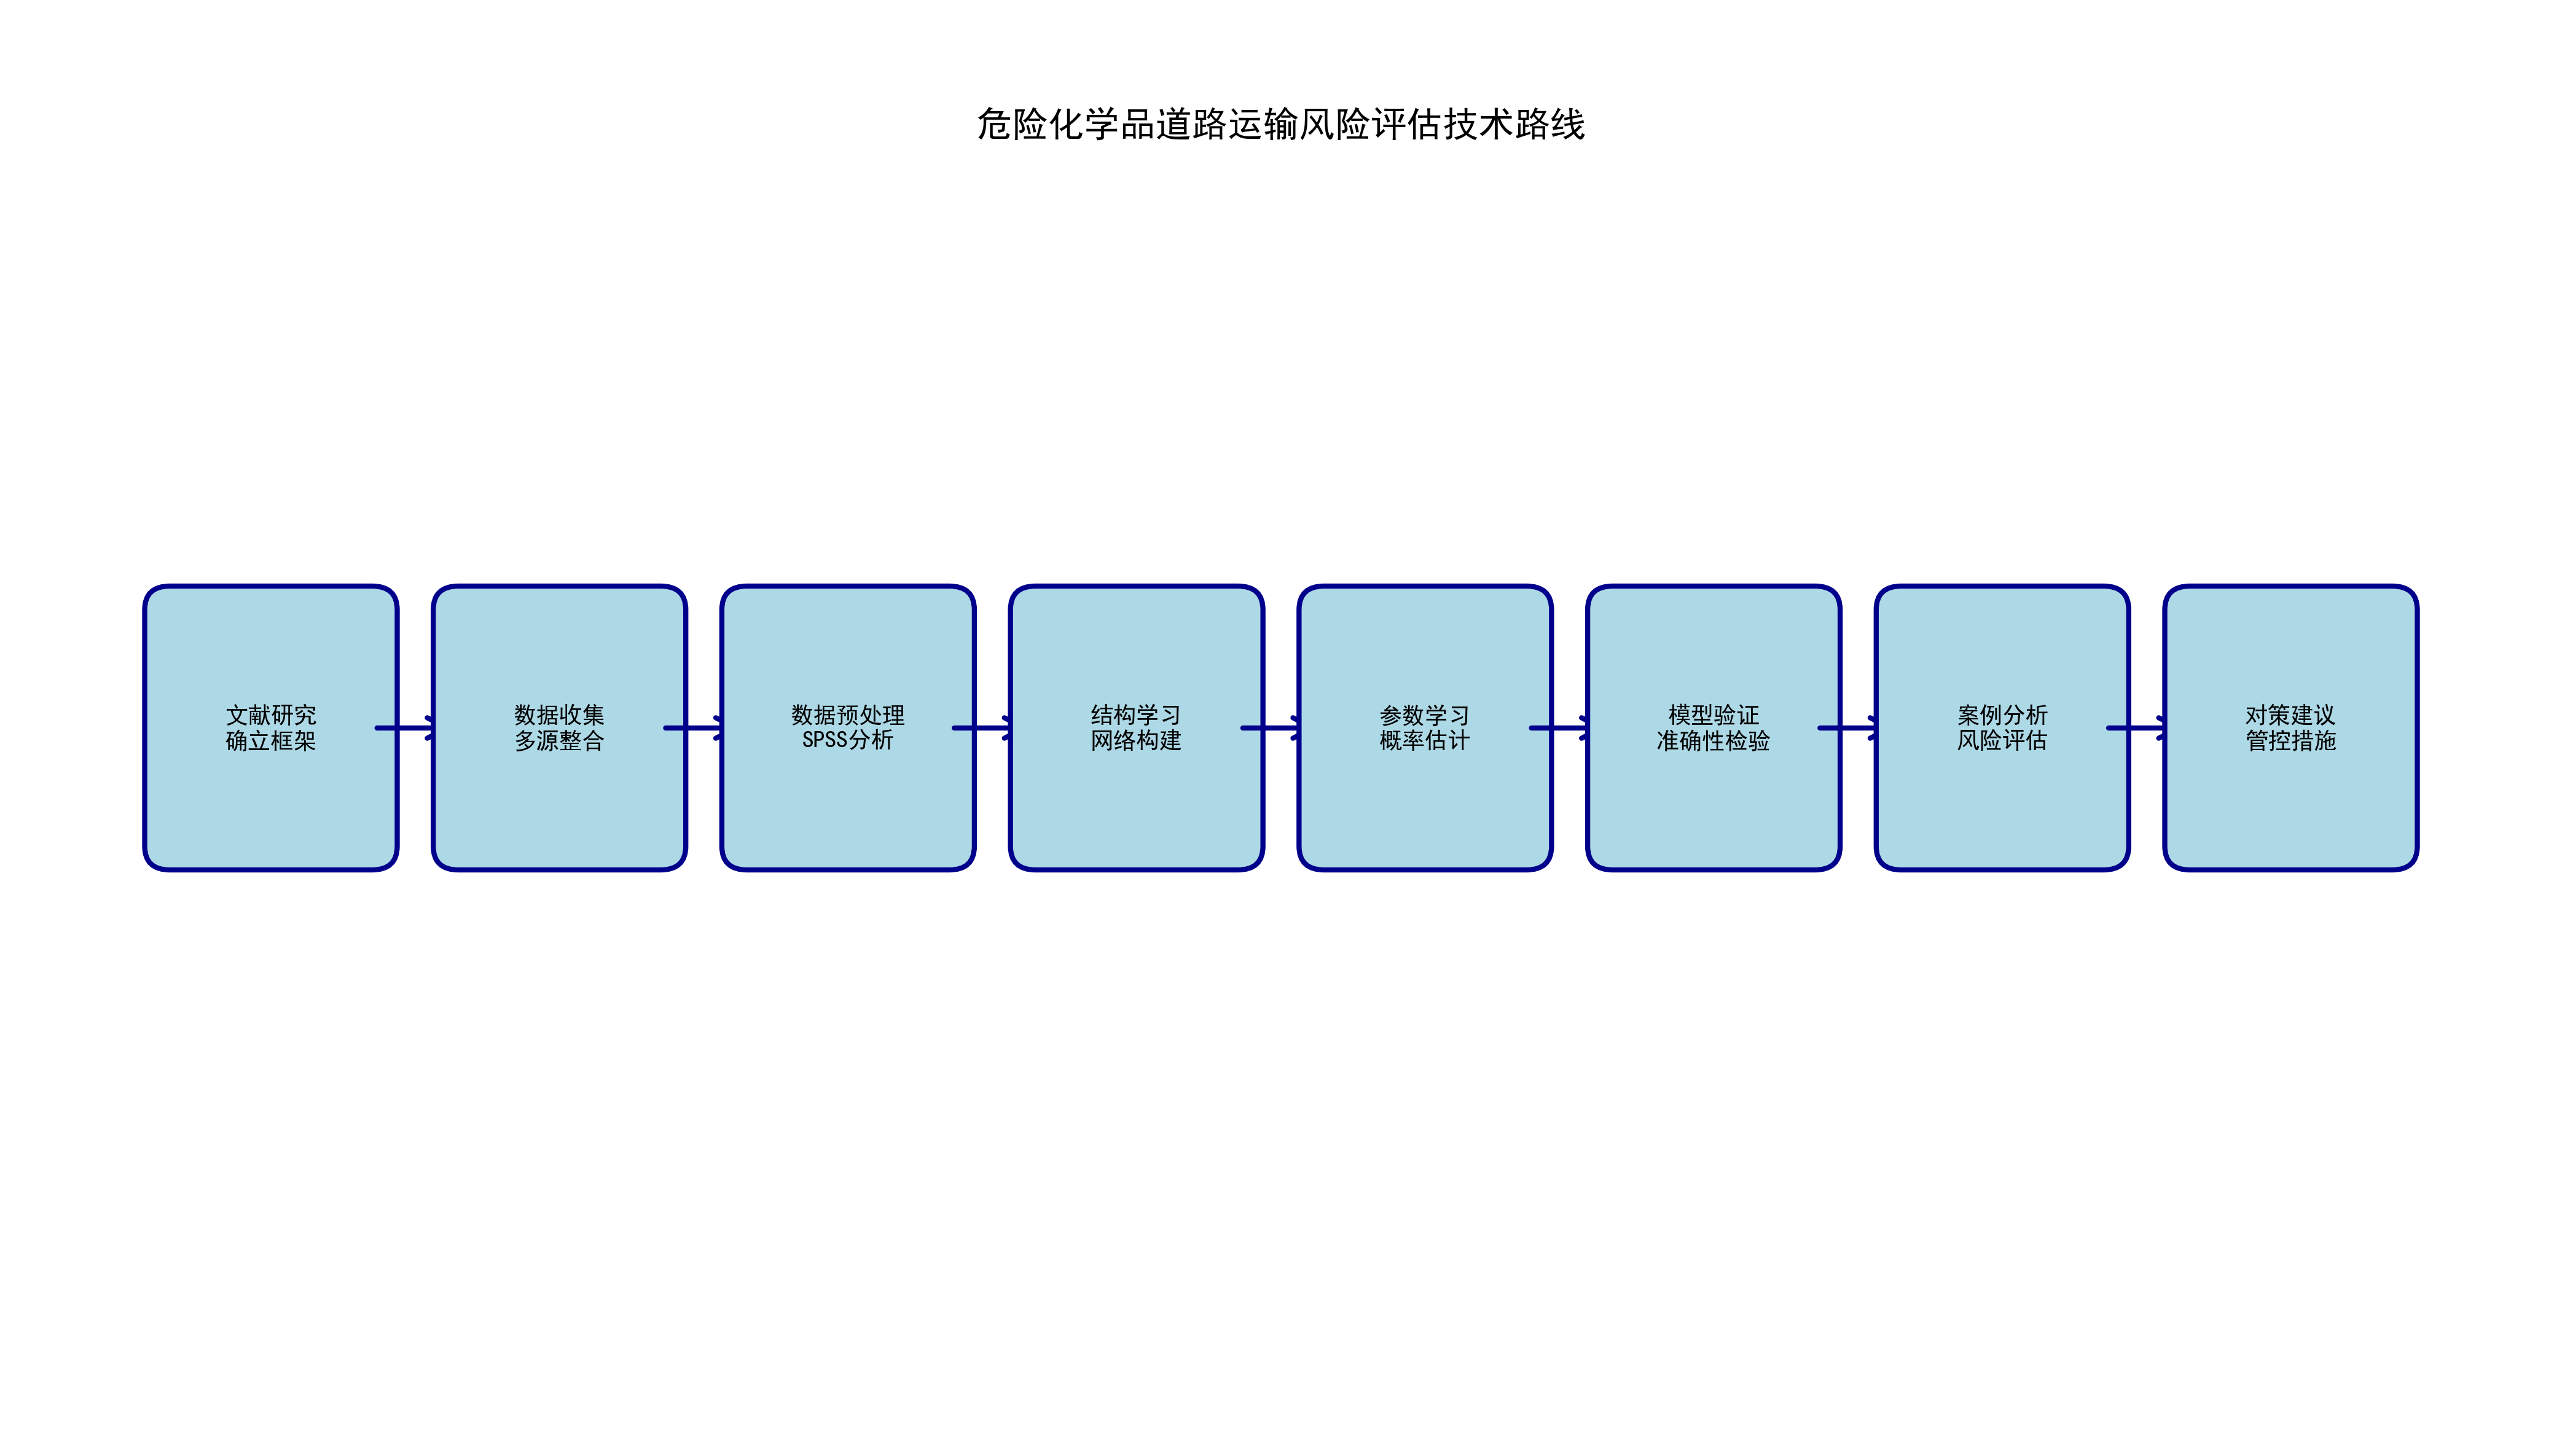 危险化学品道路运输风险评估技术路线
文献研究
确立框架
数据收集
多源整合
数据预处理
SPSS分析
结构学习
网络构建
参数学习
概率估计
模型验证
准确性检验
案例分析
风险评估
对策建议
管控措施